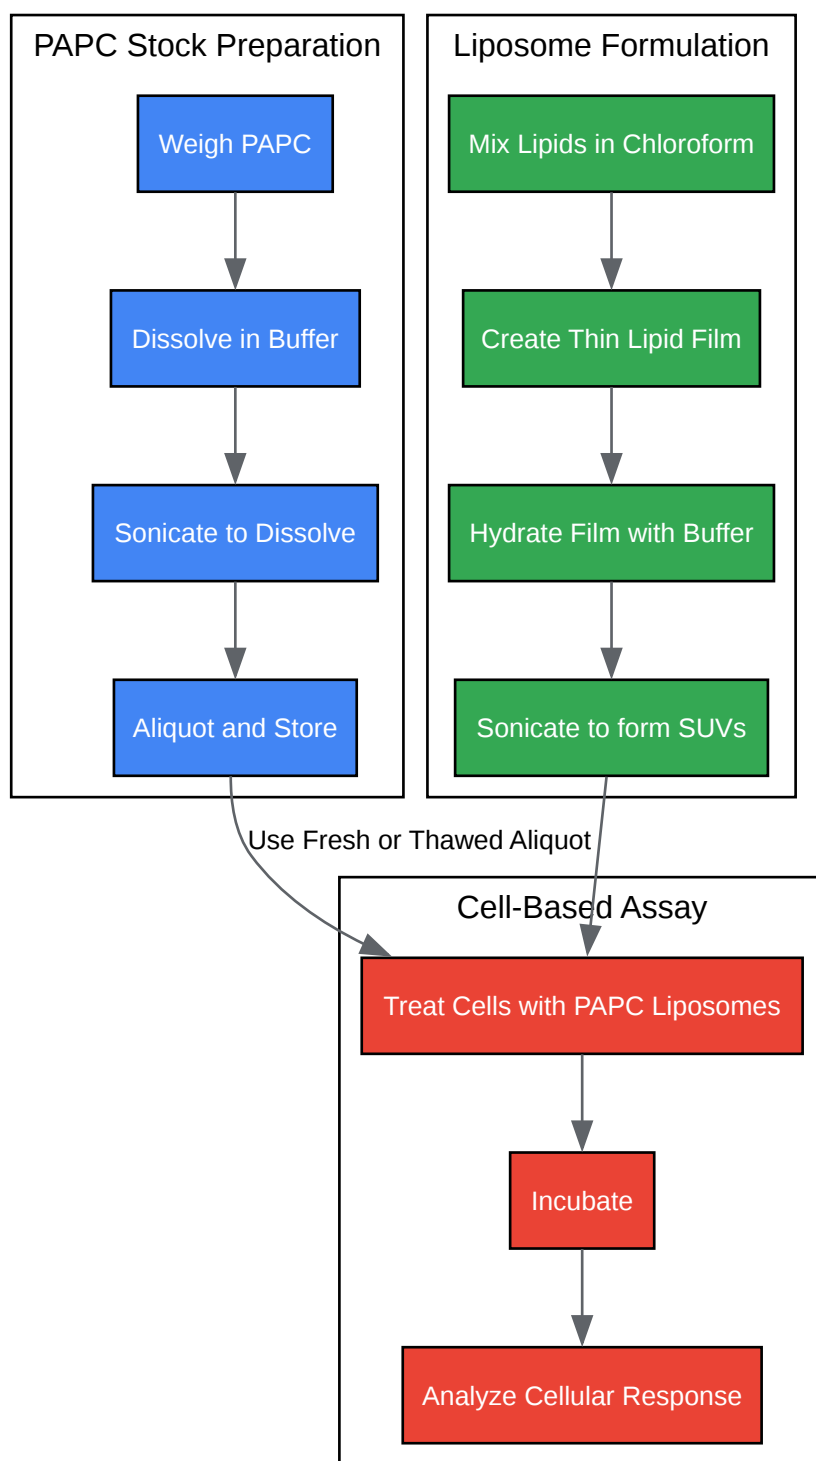 PAPC Stock Preparation
Weigh PAPC
Dissolve in Buffer
Sonicate to Dissolve
Aliquot and Store
Liposome Formulation
Mix Lipids in Chloroform
Create Thin Lipid Film
Hydrate Film with Buffer
Sonicate to form SUVs
Use Fresh or Thawed Aliquot
Cell-Based Assay
Treat Cells with PAPC Liposomes
Incubate
Analyze Cellular Response